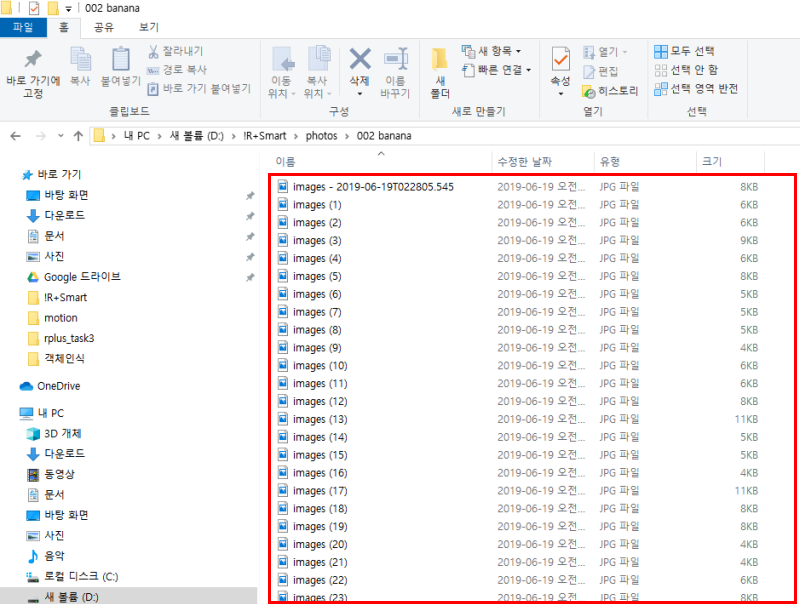 002 banana
파일 홈 공유 보기
바로 가기에 고정
복사
붙여넣기
잘라내기
경로 복사
바로 가기 붙여넣기
클립보드
이동 위치
복사 위치
삭제
이름 바꾸기
구성
새 폴더
새 항목
빠른 연결
새로 만들기
속성
열기
편집
히스토리
열기
모두 선택
선택 안 함
선택 영역 반전
선택
내 PC > 새 볼륨 (D:) > !R+Smart > photos > 002 banana
바로 가기
바탕 화면
다운로드
문서
사진
Google 드라이브
!R+Smart
motion
rplus_task3
객체인식
OneDrive
내 PC
3D 개체
다운로드
동영상
문서
바탕 화면
사진
음악
로컬 디스크 (C:)
새 볼륨 (D:)
이름 수정한 날짜 유형 크기
images - 2019-06-19T022805.545 2019-06-19 오전... JPG 파일 8KB
images (1) 2019-06-19 오전... JPG 파일 6KB
images (2) 2019-06-19 오전... JPG 파일 6KB
images (3) 2019-06-19 오전... JPG 파일 9KB
images (4) 2019-06-19 오전... JPG 파일 6KB
images (5) 2019-06-19 오전... JPG 파일 8KB
images (6) 2019-06-19 오전... JPG 파일 5KB
images (7) 2019-06-19 오전... JPG 파일 5KB
images (8) 2019-06-19 오전... JPG 파일 5KB
images (9) 2019-06-19 오전... JPG 파일 4KB
images (10) 2019-06-19 오전... JPG 파일 6KB
images (11) 2019-06-19 오전... JPG 파일 6KB
images (12) 2019-06-19 오전... JPG 파일 8KB
images (13) 2019-06-19 오전... JPG 파일 11KB
images (14) 2019-06-19 오전... JPG 파일 5KB
images (15) 2019-06-19 오전... JPG 파일 5KB
images (16) 2019-06-19 오전... JPG 파일 4KB
images (17) 2019-06-19 오전... JPG 파일 11KB
images (18) 2019-06-19 오전... JPG 파일 8KB
images (19) 2019-06-19 오전... JPG 파일 8KB
images (20) 2019-06-19 오전... JPG 파일 4KB
images (21) 2019-06-19 오전... JPG 파일 4KB
images (22) 2019-06-19 오전... JPG 파일 6KB
images (23) 2019-06-19 오전... JPG 파일 8KB